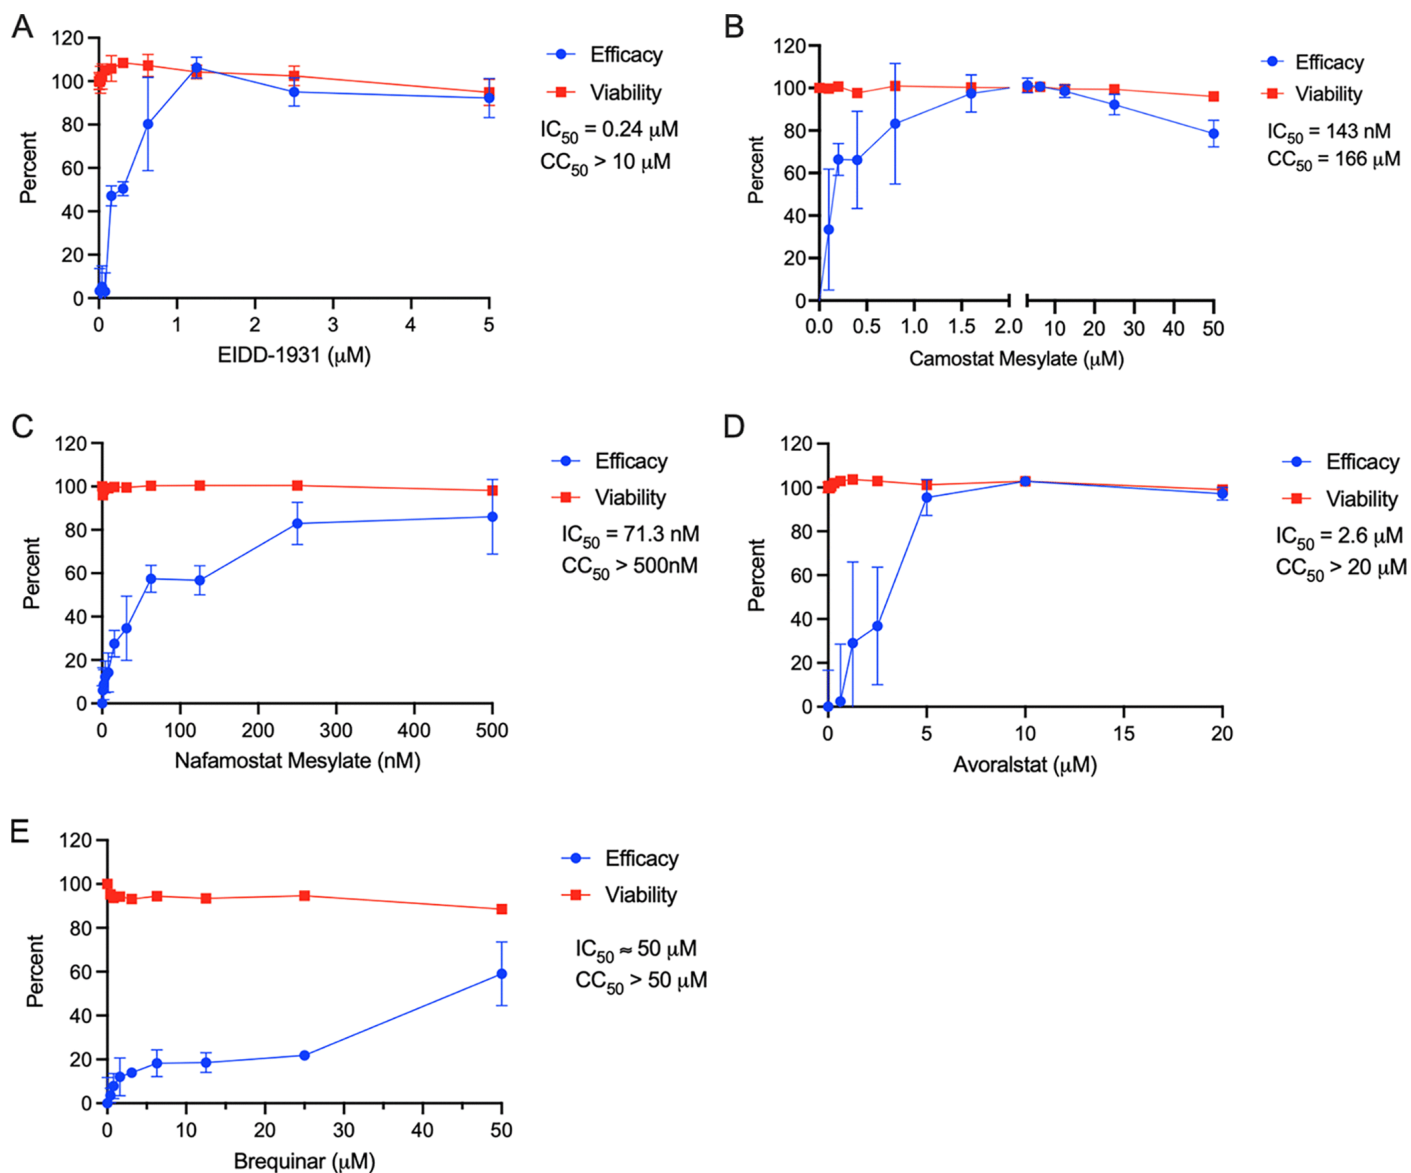 A
120
100
80
60
40
20
0
Percent
0 1 2 3 4 5
EIDD-1931 (μM)
Efficacy
Viability
IC50 = 0.24 μM
CC50 > 10 μM
B
120
100
80
60
40
20
0
Percent
0.0 0.5 1.0 1.5 2.0 10 20 30 40 50
Camostat Mesylate (μM)
Efficacy
Viability
IC50 = 143 nM
CC50 = 166 μM
C
120
100
80
60
40
20
0
Percent
0 100 200 300 400 500
Nafamostat Mesylate (nM)
Efficacy
Viability
IC50 = 71.3 nM
CC50 > 500nM
D
120
100
80
60
40
20
0
Percent
0 5 10 15 20
Avoralstat (μM)
Efficacy
Viability
IC50 = 2.6 μM
CC50 > 20 μM
E
120
100
80
60
40
20
0
Percent
0 10 20 30 40 50
Brequinar (μM)
Efficacy
Viability
IC50 ≈ 50 μM
CC50 > 50 μM